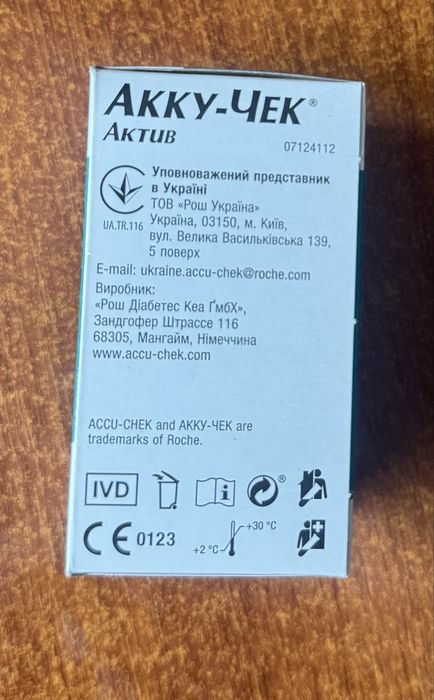 АККУ-ЧЕК®
АКТИВ
07124112
Уповноважений представник
в Україні
ТОВ «Рош Україна»
UA.TR.116
Україна, 03150, м. Київ,
вул. Велика Васильківська 139,
5 поверх
E-mail: ukraine.accu-chek@roche.com
Виробник:
«Рош Діабетес Кеа ҐмбХ»,
Зандгофер Штрассе 116
68305, Мангайм, Німеччина
www.accu-chek.com
ACCU-CHEK and АККУ-ЧЕК are
trademarks of Roche.
IVD
i
®
CE 0123
+2 °C
+30 °C